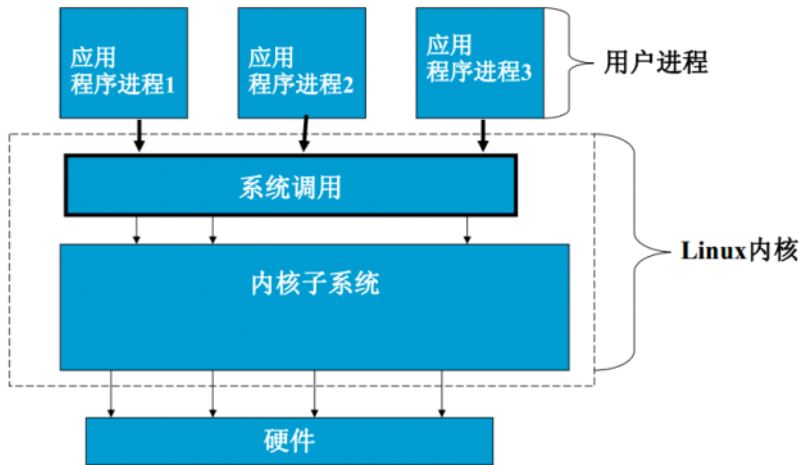 应用
程序进程1
应用
程序进程2
应用
程序进程3
用户进程
系统调用
内核子系统
Linux内核
硬件